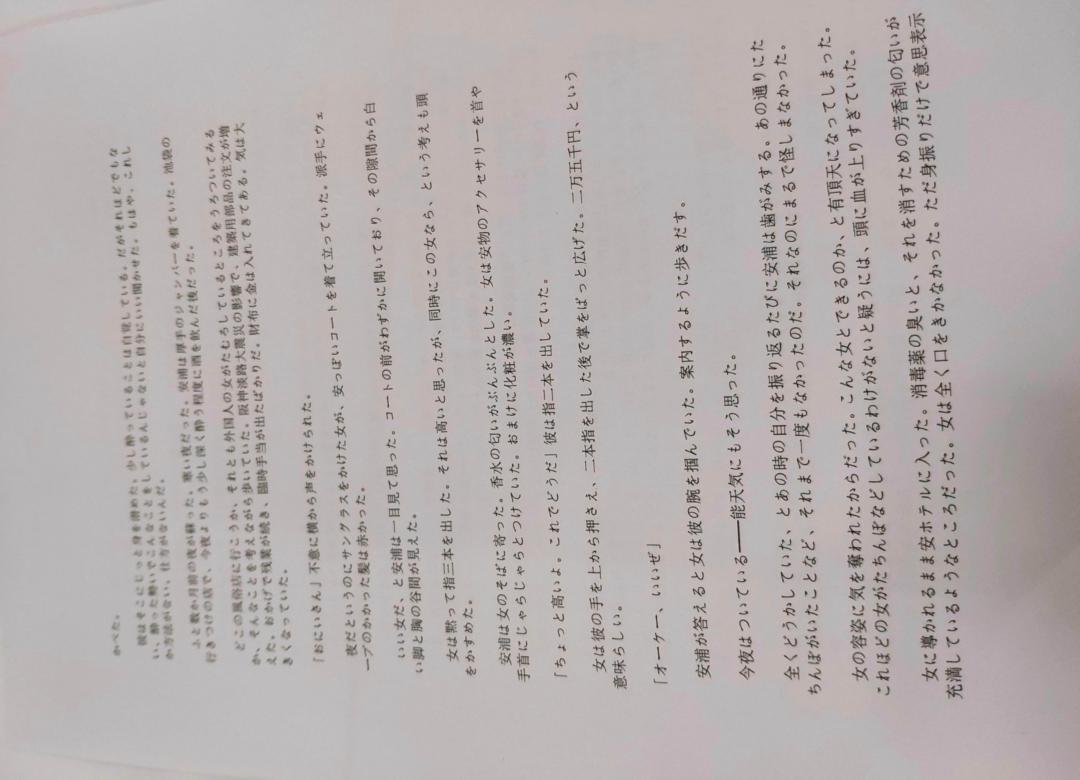 かべた。
彼はそこにじっと身を潜めた。少し酔っていることは自覚している。だがそれほどでもな
い、酔った勢いでこんなことをしているんじゃないと自分にいい聞かせた。もはや、これし
か方法がない、仕方がないんだ。
ふと数か月前の夜が蘇った。寒い夜だった。安浦は厚手のジャンパーを着ていた。池袋の
行きつけの店で、今夜よりもう少し深く酔う程度に酒を飲んだ後だった。
どこの風俗店に行こうか、それとも外国人の女がたむろしているところをうろついてみる
か、そんなことを考えながら歩いていた。阪神淡路大震災の影響で、建築用部品の注文が増
えた。おかげで残業が続き、臨時手当が出たばかりだ。財布に金は入れてきてある。気は大
きくなっていた。
「おにいさん」不意に横から声をかけられた。
夜だというのにサングラスをかけた女が、安っぽいコートを着て立っていた。派手にウェ
ーブのかかった髪は赤かった。
いい女だ、と安浦は一目見て思った。コートの前がわずかに開いており、その隙間から白
い脚と胸の谷間が見えた。
女は黙って指三本を出した。それは高いと思ったが、同時にこの女なら、という考えも頭
をかすめた。
安浦は女のそばに寄った。香水の匂いがぷんぷんとした。女は安物のアクセサリーを首や
手首にじゃらじゃらとつけていた。おまけに化粧が濃い。
「ちょっと高いよ。これでどうだ」彼は指二本を出していた。
女は彼の手を上から押さえ、二本指を出した後で掌をぱっと広げた。二万五千円、という
意味らしい。
「オーケー、いいぜ」
安浦が答えると女は彼の腕を掴んでいた。案内するように歩きだす。
今夜はついている――能天気にもそう思った。
全くどうかしていた、とあの時の自分を振り返るたびに安浦は歯がみする。あの通りにた
ちんぼがいたことなど、それまで一度もなかったのだ。それなのにまるで怪しまなかった。
女の容姿に気を奪われたからだった。こんな女とできるのか、と有頂天になってしまった。
これほどの女がたちんぼなどしているわけがないと疑うには、頭に血が上りすぎていた。
女に導かれるまま安ホテルに入った。消毒薬の臭いと、それを消すための芳香剤の匂いが
充満しているようなところだった。女は全く口をきかなかった。ただ身振りだけで意思表示